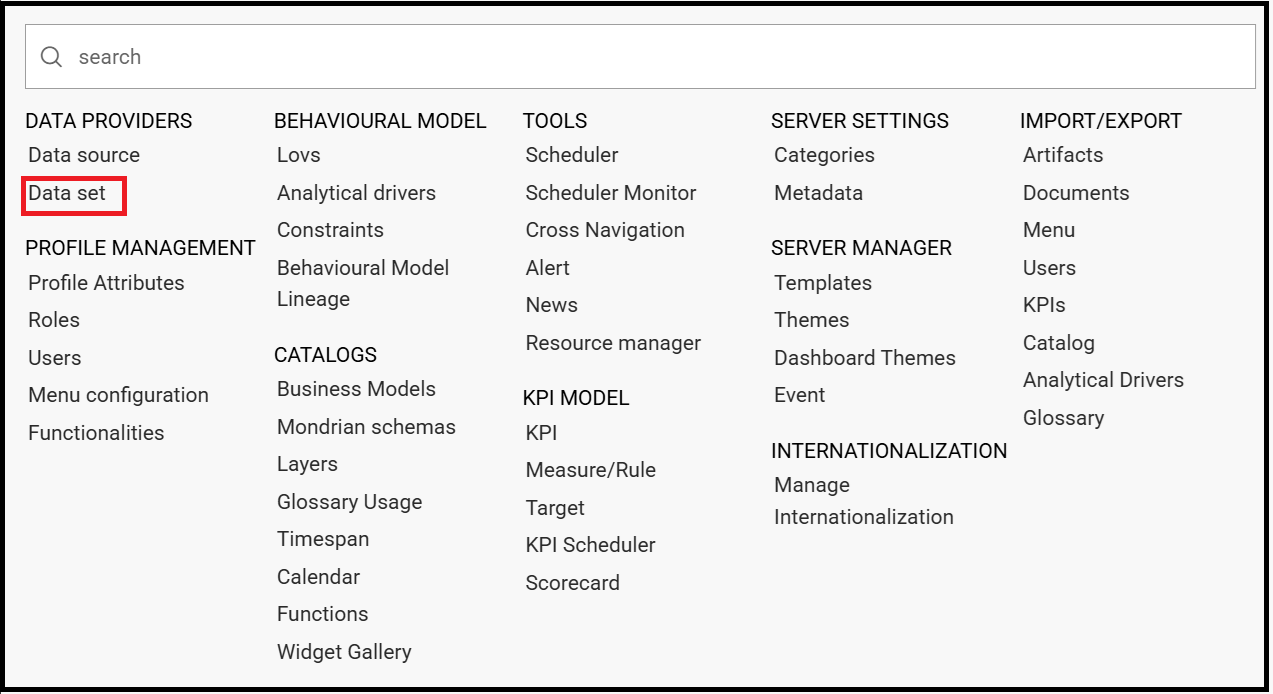 search
DATA PROVIDERS
Data source
Data set
PROFILE MANAGEMENT
Profile Attributes
Roles
Users
Menu configuration
Functionalities
BEHAVIOURAL MODEL
Lovs
Analytical drivers
Constraints
Behavioural Model
Lineage
CATALOGS
Business Models
Mondrian schemas
Layers
Glossary Usage
Timespan
Calendar
Functions
Widget Gallery
TOOLS
Scheduler
Scheduler Monitor
Cross Navigation
Alert
News
Resource manager
KPI MODEL
KPI
Measure/Rule
Target
KPI Scheduler
Scorecard
SERVER SETTINGS
Categories
Metadata
SERVER MANAGER
Templates
Themes
Dashboard Themes
Event
INTERNATIONALIZATION
Manage
Internationalization
IMPORT/EXPORT
Artifacts
Documents
Menu
Users
KPIs
Catalog
Analytical Drivers
Glossary